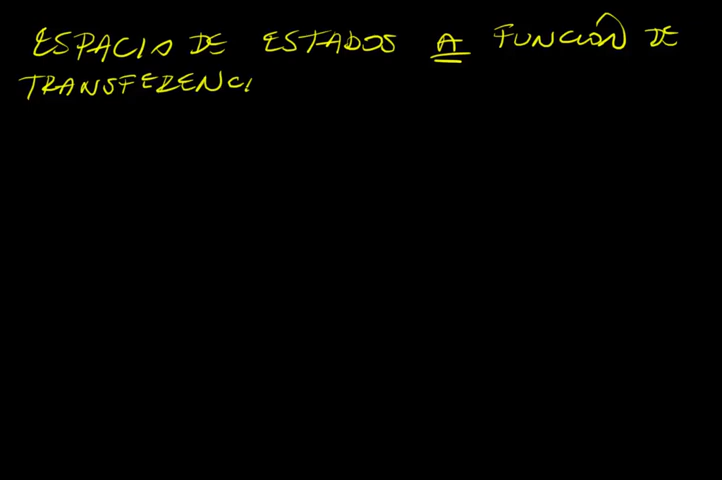 ESPACIO DE ESTADOS A FUNCIÓN DE
TRANSFERENCI